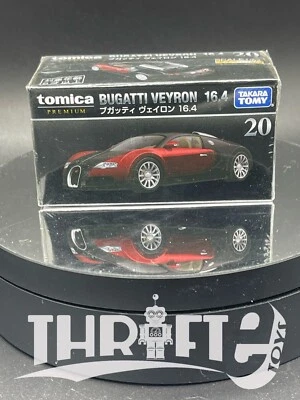 tomica BUGATTI VEYRON 16.4
PREMIUM
ブガッティ ヴェイロン 16.4
TAKARA
TOMY
20
THRIFT e
TOYS